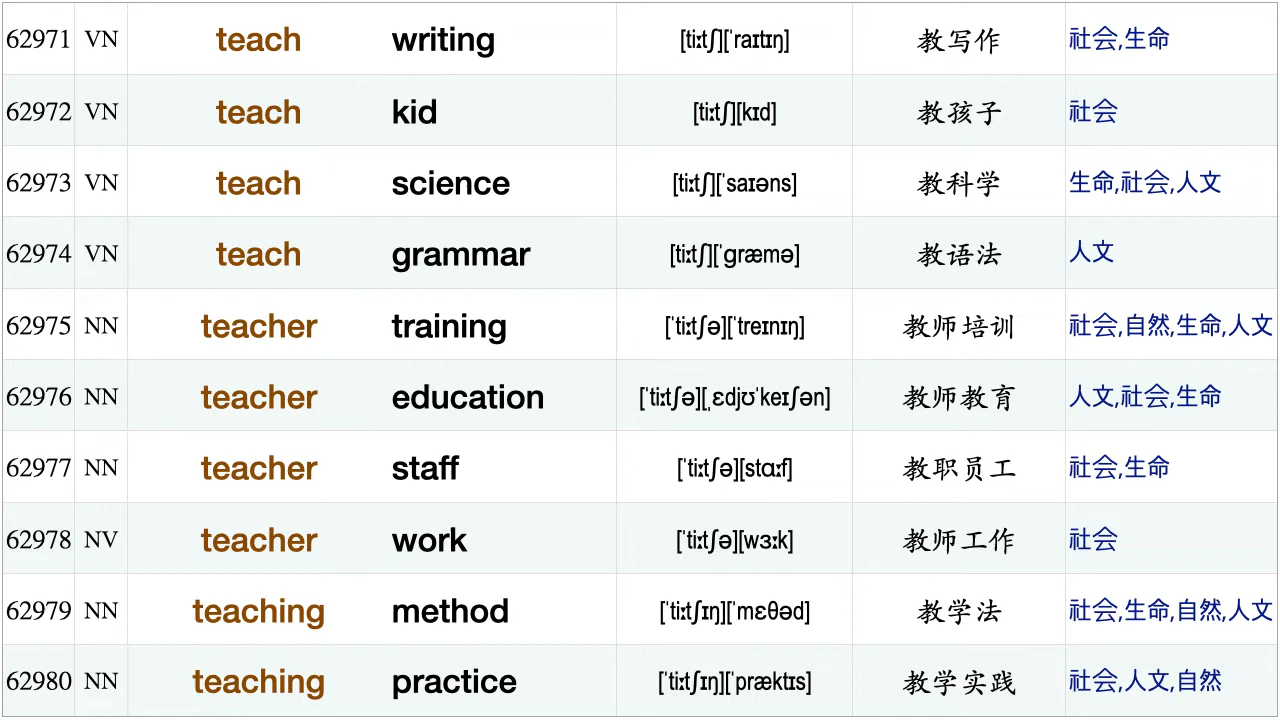 62971 VN teach writing [tiːtʃ][ˈraɪtɪŋ] 教写作 社会,生命
62972 VN teach kid [tiːtʃ][kɪd] 教孩子 社会
62973 VN teach science [tiːtʃ][ˈsaɪəns] 教科学 生命,社会,人文
62974 VN teach grammar [tiːtʃ][ˈɡræmə] 教语法 人文
62975 NN teacher training [ˈtiːtʃə][ˈtreɪnɪŋ] 教师培训 社会,自然,生命,人文
62976 NN teacher education [ˈtiːtʃə][ˌɛdjʊˈkeɪʃən] 教师教育 人文,社会,生命
62977 NN teacher staff [ˈtiːtʃə][stɑːf] 教职员工 社会,生命
62978 NV teacher work [ˈtiːtʃə][wɜːk] 教师工作 社会
62979 NN teaching method [ˈtiːtʃɪŋ][ˈmɛθəd] 教学法 社会,生命,自然,人文
62980 NN teaching practice [ˈtiːtʃɪŋ][ˈpræktɪs] 教学实践 社会,人文,自然